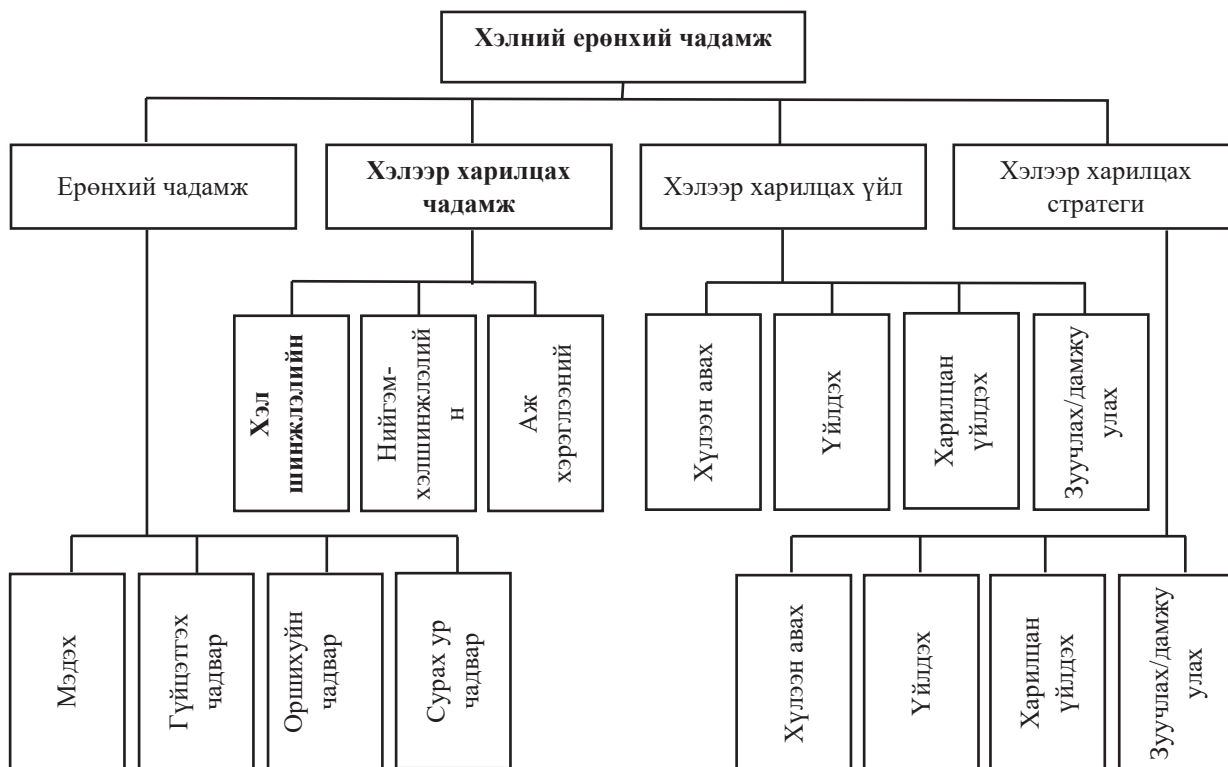 Хэлний ерөнхий чадамж
Ерөнхий чадамж
Хэлээр харилцах
чадамж
Хэлээр харилцах үйл
Хэлээр харилцах
стратеги
Хэл
шинжлэлийн
Нийгэм-
хэлшинжлэлийй
н
Аж
хэрэглээний
Хүлээн авах
Үйлдэх
Харилцан
үйлдэх
Зуучлах/дамжу
улах
Мэдэх
Гүйцэтгэх
чадвар
Оршихуйн
чадвар
Сурах ур
чадвар
Хүлээн авах
Үйлдэх
Харилцан
үйлдэх
Зуучлах/дамжу
улах